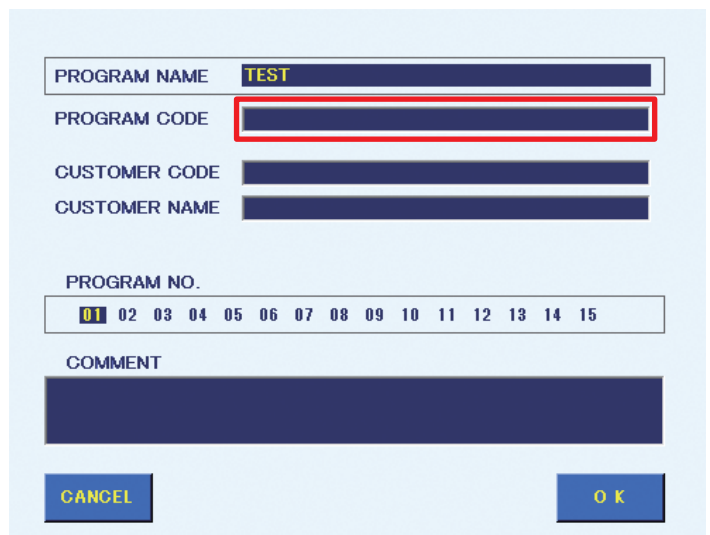 PROGRAM NAME TEST
PROGRAM CODE
CUSTOMER CODE
CUSTOMER NAME
PROGRAM NO.
01 02 03 04 05 06 07 08 09 10 11 12 13 14 15
COMMENT
CANCEL OK